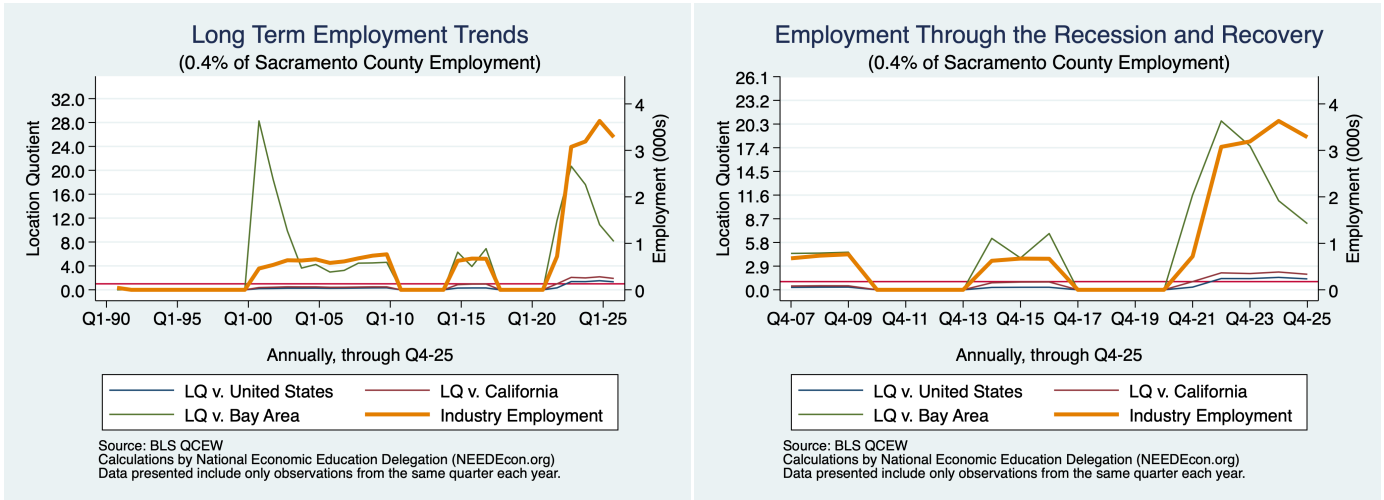 Long Term Employment Trends
(0.4% of Sacramento County Employment)
Location Quotient
32.0
28.0
24.0
20.0
16.0
12.0
8.0
4.0
0.0
4
3
2
1
0
Employment (000s)
Q1-90 Q1-95 Q1-00 Q1-05 Q1-10 Q1-15 Q1-20 Q1-25
Annually, through Q4-25
LQ v. United States LQ v. California
LQ v. Bay Area Industry Employment
Source: BLS QCEW
Calculations by National Economic Education Delegation (NEEDEcon.org)
Data presented include only observations from the same quarter each year.
Employment Through the Recession and Recovery
(0.4% of Sacramento County Employment)
Location Quotient
26.1
23.2
20.3
17.4
14.5
11.6
8.7
5.8
2.9
0.0
4
3
2
1
0
Employment (000s)
Q4-07 Q4-09 Q4-11 Q4-13 Q4-15 Q4-17 Q4-19 Q4-21 Q4-23 Q4-25
Annually, through Q4-25
LQ v. United States LQ v. California
LQ v. Bay Area Industry Employment
Source: BLS QCEW
Calculations by National Economic Education Delegation (NEEDEcon.org)
Data presented include only observations from the same quarter each year.